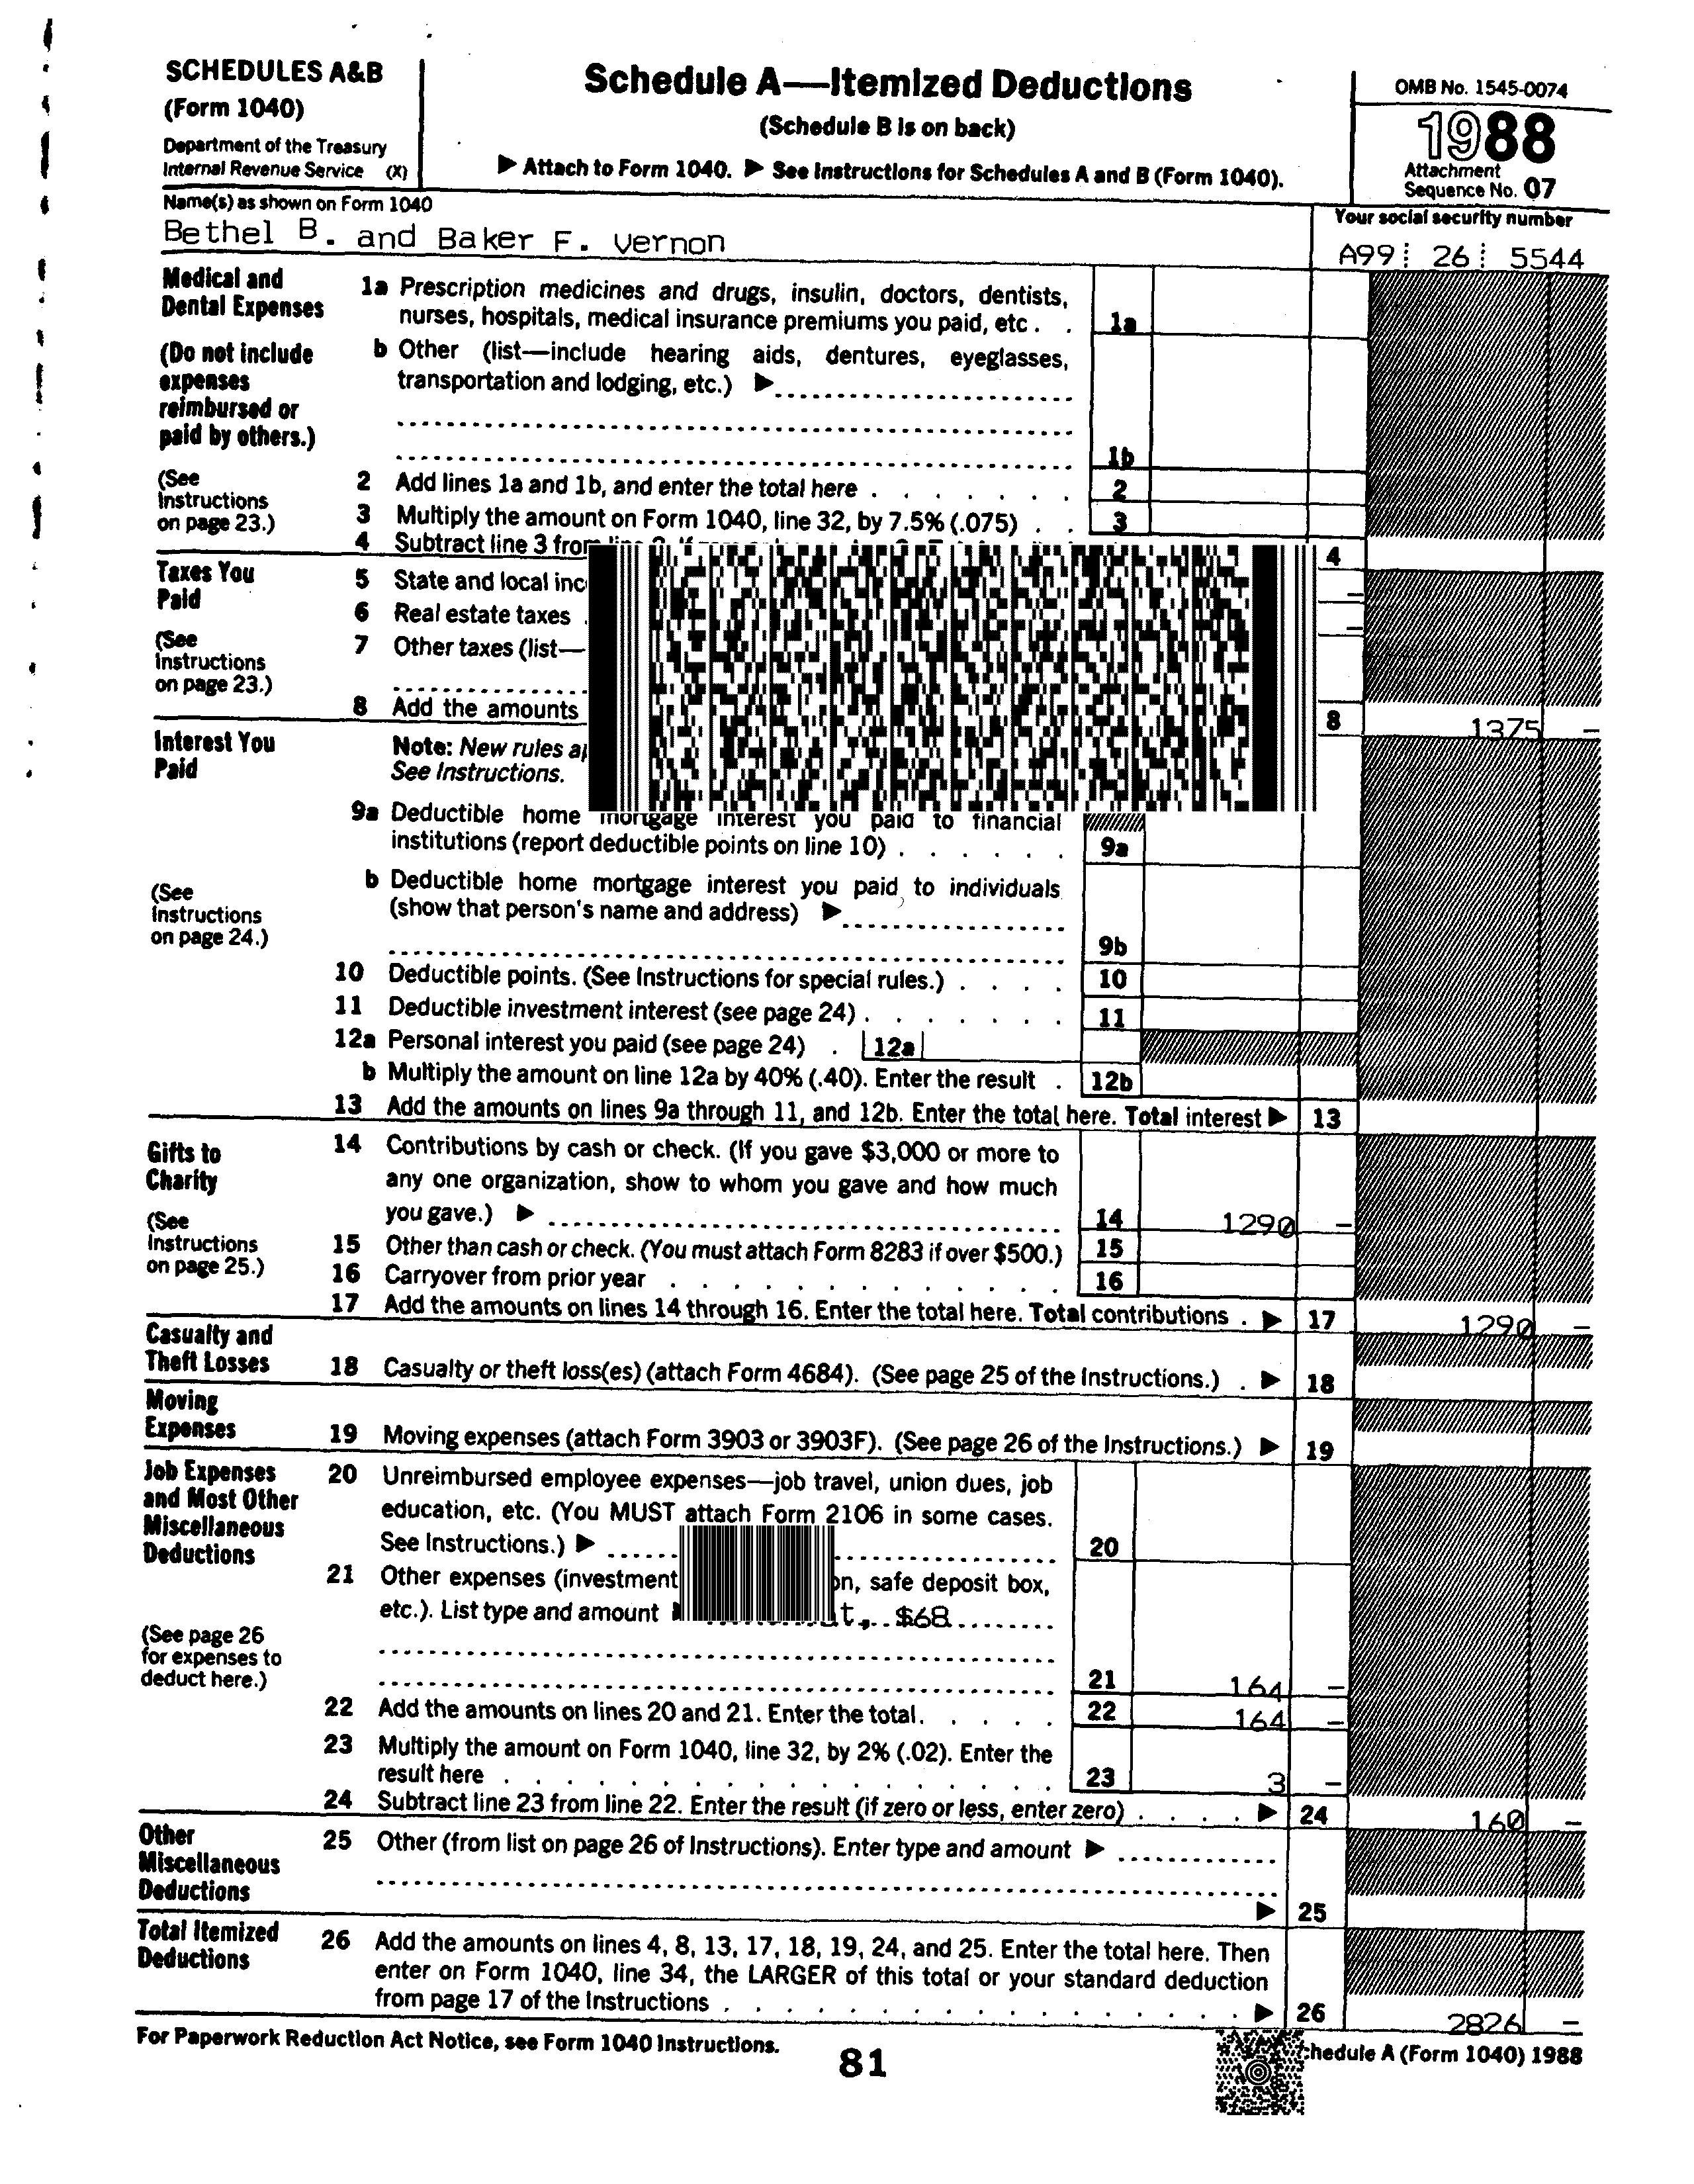 SCHEDULES A&B
(Form 1040)
Department of the Treasury
Internal Revenue Service (X)
Schedule A—Itemized Deductions
(Schedule B is on back)
▶ Attach to Form 1040. ▶ See Instructions for Schedules A and B (Form 1040).
OMB No. 1545-0074
1988
Attachment
Sequence No. 07
Name(s) as shown on Form 1040
Bethel B. and Baker F. Vernon
Your social security number
A99 26 5544
Medical and
Dental Expenses
(Do not include
expenses
reimbursed or
paid by others.)
(See
Instructions
on page 23.)
1a Prescription medicines and drugs, insulin, doctors, dentists,
nurses, hospitals, medical insurance premiums you paid, etc . . 1a
b Other (list—include hearing aids, dentures, eyeglasses,
transportation and lodging, etc.) ▶
1b
2 Add lines 1a and 1b, and enter the total here . . . . . . . 2
3 Multiply the amount on Form 1040, line 32, by 7.5% (.075) . . 3
4 Subtract line 3 from 4
Taxes You
Paid
(See
Instructions
on page 23.)
5 State and local –
6 Real estate taxes . –
7 Other taxes (list—
8 Add the amounts 8 1375 –
Interest You
Paid
(See
Instructions
on page 24.)
Note: New rules
See Instructions.
9a Deductible home mortgage interest you paid to financial
institutions (report deductible points on line 10) . . . . . . 9a
b Deductible home mortgage interest you paid to individuals
(show that person's name and address) ▶
9b
10 Deductible points. (See Instructions for special rules.) . . . . 10
11 Deductible investment interest (see page 24) . . . . . . . 11
12a Personal interest you paid (see page 24) . 12a
b Multiply the amount on line 12a by 40% (.40). Enter the result . 12b
13 Add the amounts on lines 9a through 11, and 12b. Enter the total here. Total interest ▶ 13
Gifts to
Charity
(See
Instructions
on page 25.)
14 Contributions by cash or check. (If you gave $3,000 or more to
any one organization, show to whom you gave and how much
you gave.) ▶ 14 1290 –
15 Other than cash or check. (You must attach Form 8283 if over $500.) 15
16 Carryover from prior year . . . . . . . . . . . . 16
17 Add the amounts on lines 14 through 16. Enter the total here. Total contributions . ▶ 17 1290 –
Casualty and
Theft Losses
18 Casualty or theft loss(es) (attach Form 4684). (See page 25 of the Instructions.) . ▶ 18
Moving
Expenses
19 Moving expenses (attach Form 3903 or 3903F). (See page 26 of the Instructions.) ▶ 19
Job Expenses
and Most Other
Miscellaneous
Deductions
(See page 26
for expenses to
deduct here.)
20 Unreimbursed employee expenses—job travel, union dues, job
education, etc. (You MUST attach Form 2106 in some cases.
See Instructions.) ▶ 20
21 Other expenses (investment safe deposit box,
etc.). List type and amount $68
21 164 –
22 Add the amounts on lines 20 and 21. Enter the total. . . . . 22 164 –
23 Multiply the amount on Form 1040, line 32, by 2% (.02). Enter the
result here . . . . . . . . . . . . . . . . . . 23 3 –
24 Subtract line 23 from line 22. Enter the result (if zero or less, enter zero) . . . . ▶ 24 160 –
Other
Miscellaneous
Deductions
25 Other (from list on page 26 of Instructions). Enter type and amount ▶
▶ 25
Total Itemized
Deductions
26 Add the amounts on lines 4, 8, 13, 17, 18, 19, 24, and 25. Enter the total here. Then
enter on Form 1040, line 34, the LARGER of this total or your standard deduction
from page 17 of the Instructions . . . . . . . . . . . . . . . . . ▶ 26 2826 –
For Paperwork Reduction Act Notice, see Form 1040 Instructions.
81
chedule A (Form 1040) 1988